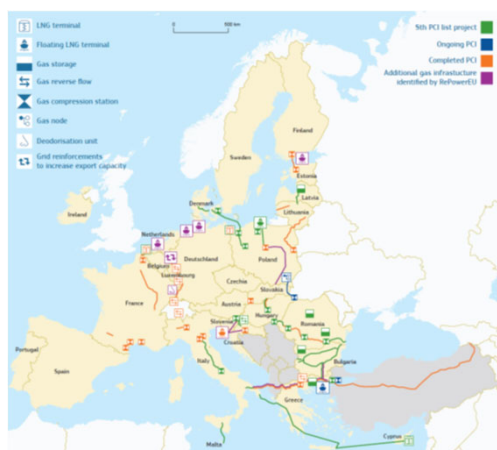 LNG terminal
Floating LNG terminal
Gas storage
Gas reverse flow
Gas compression station
Gas node
Deodorisation unit
Grid reinforcements
to increase export capacity
0
500 km
5th PCI list project
Ongoing PCI
Completed PCI
Additional gas infrastucture
identified by RePowerEU
Finland
Sweden
Estonia
Latvia
Denmark
Lithuania
Ireland
Netherlands
Belgium
Deutschland
Poland
Luxembourg
Czechia
Slovakia
France
Austria
Hungary
Slovenia
Romania
Croatia
Italy
Bulgaria
Portugal
Spain
Greece
Malta
Cyprus